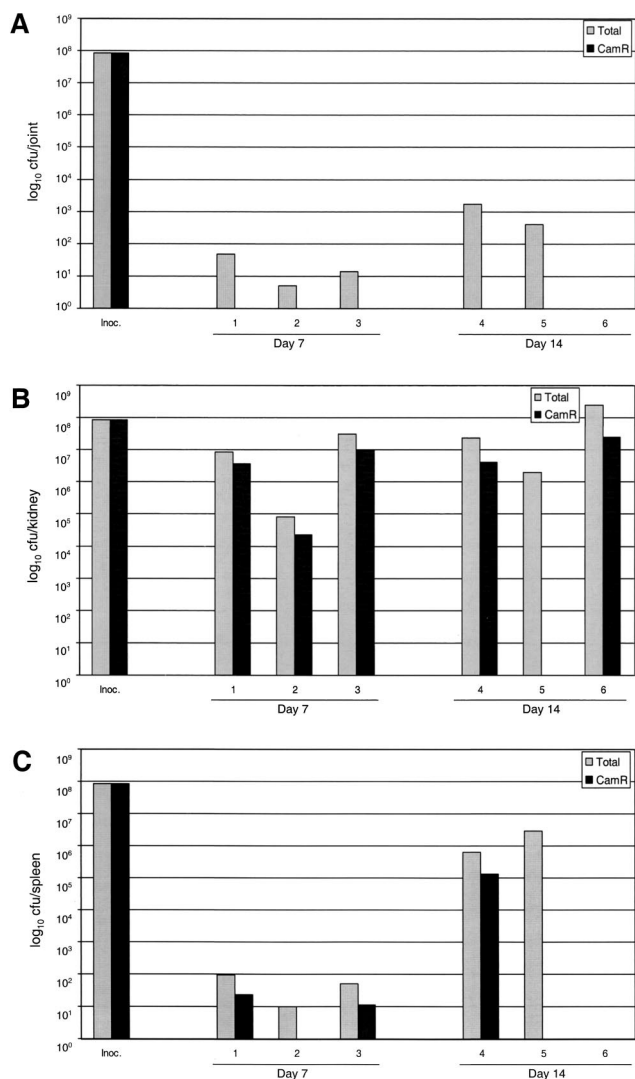 A
Total
CamR
log₁₀ cfu/joint
10⁹
10⁸
10⁷
10⁶
10⁵
10⁴
10³
10²
10¹
10⁰
Inoc. 1 2 3 4 5 6
Day 7 Day 14
B
Total
CamR
log₁₀ cfu/kidney
10⁹
10⁸
10⁷
10⁶
10⁵
10⁴
10³
10²
10¹
10⁰
Inoc. 1 2 3 4 5 6
Day 7 Day 14
C
Total
CamR
log₁₀ cfu/spleen
10⁹
10⁸
10⁷
10⁶
10⁵
10⁴
10³
10²
10¹
10⁰
Inoc. 1 2 3 4 5 6
Day 7 Day 14